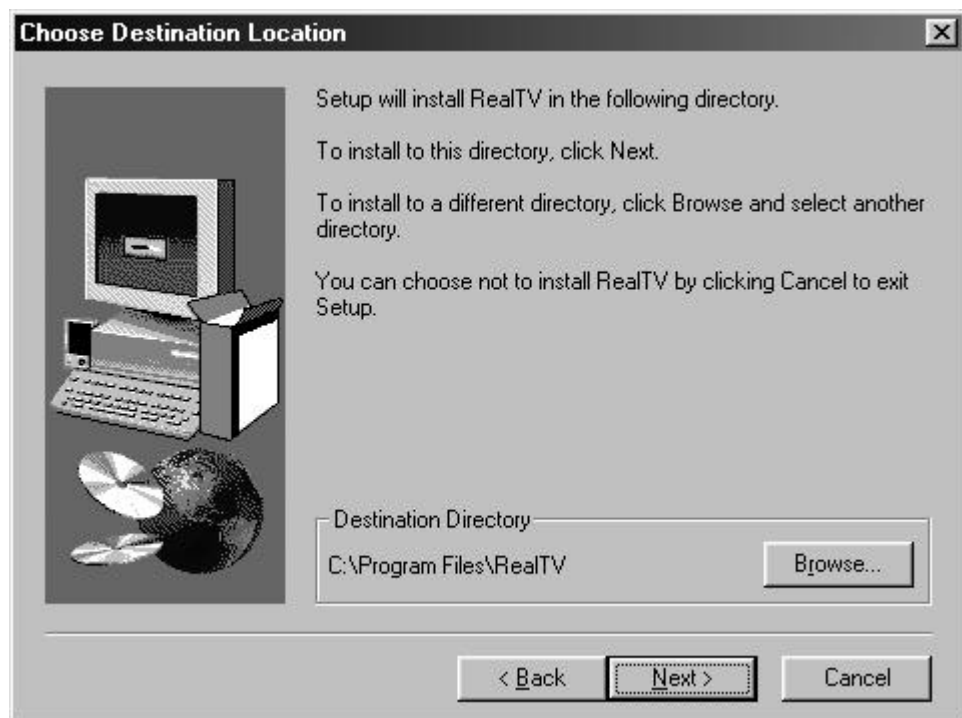 Choose Destination Location
Setup will install RealTV in the following directory.
To install to this directory, click Next.
To install to a different directory, click Browse and select another
directory.
You can choose not to install RealTV by clicking Cancel to exit
Setup.
Destination Directory
C:\Program Files\RealTV
Browse...
< Back
Next >
Cancel